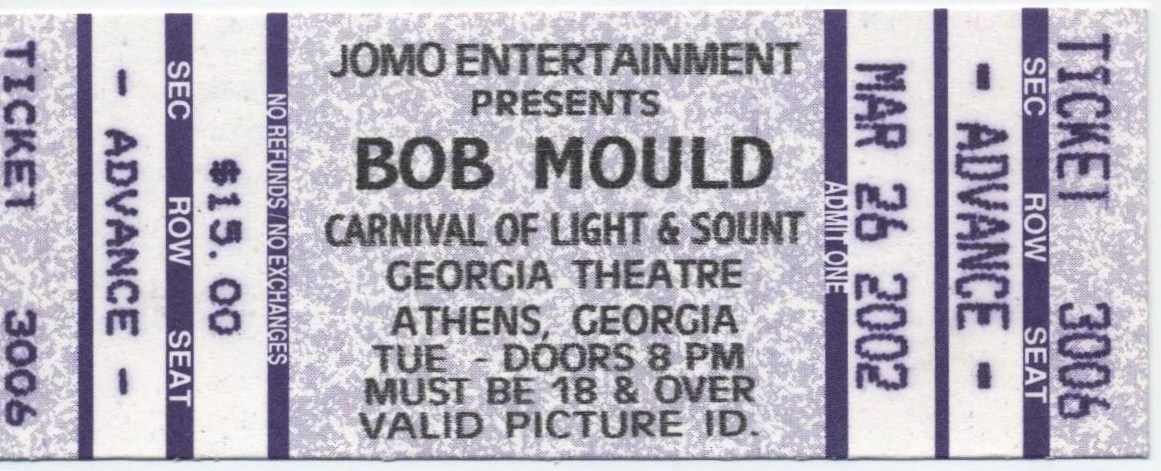 TICKET 3006
- ADVANCE -
SEC ROW SEAT
$15.00
NO REFUNDS / NO EXCHANGES
JOMO ENTERTAINMENT
PRESENTS
BOB MOULD
CARNIVAL OF LIGHT & SOUNT
GEORGIA THEATRE
ATHENS, GEORGIA
TUE - DOORS 8 PM
MUST BE 18 & OVER
VALID PICTURE ID.
ADMIT ONE
MAR 26 2002
- ADVANCE -
SEC ROW SEAT
TICKET 3006